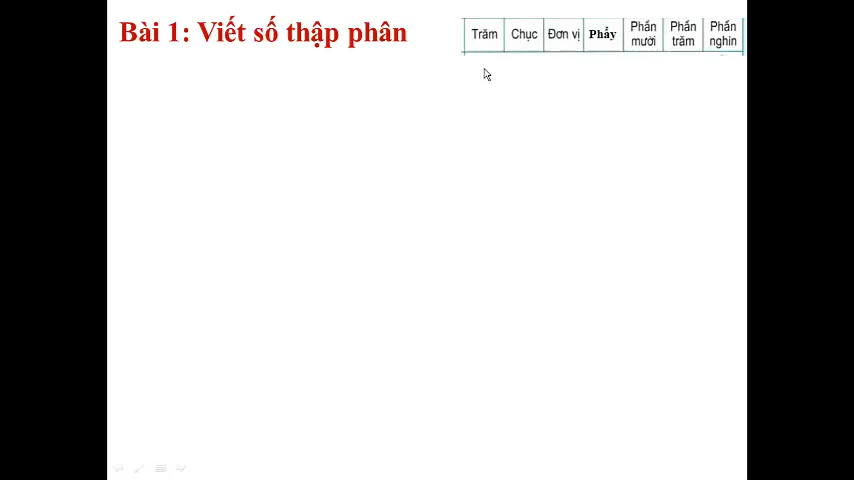 Bài 1: Viết số thập phân
Trăm Chục Đơn vị Phẩy Phần mười Phần trăm Phần nghìn